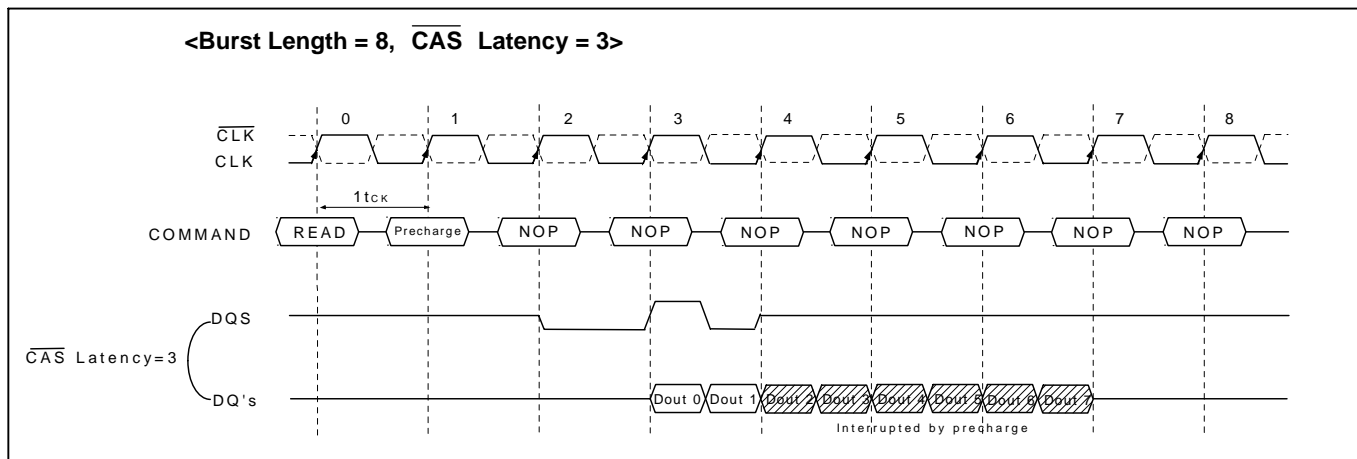 <Burst Length = 8, CAS Latency = 3>
0 1 2 3 4 5 6 7 8
CLK
CLK
1tCK
COMMAND READ Precharge NOP NOP NOP NOP NOP NOP NOP
DQS
CAS Latency=3
DQ's Dout 0 Dout 1 Dout 2 Dout 3 Dout 4 Dout 5 Dout 6 Dout 7
Interrupted by precharge